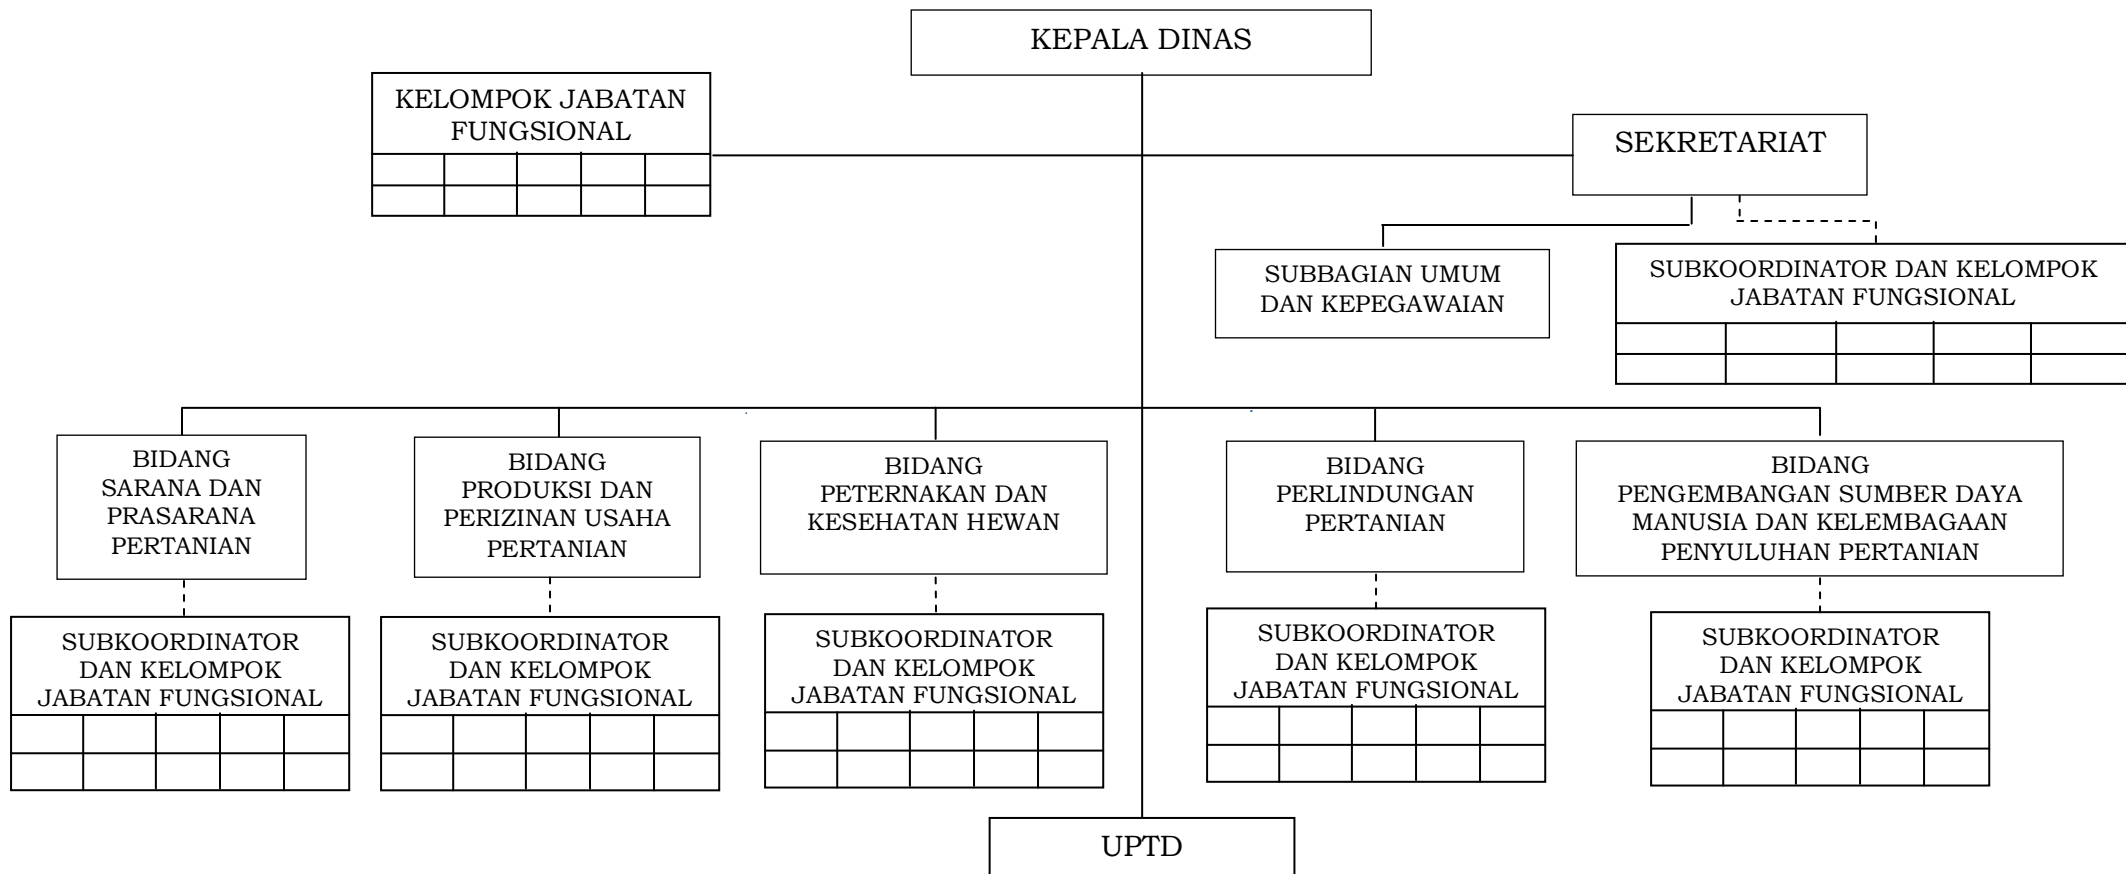 KEPALA DINAS
KELOMPOK JABATAN
FUNGSIONAL
SEKRETARIAT
SUBBAGIAN UMUM
DAN KEPEGAWAIAN
SUBKOORDINATOR DAN KELOMPOK
JABATAN FUNGSIONAL
BIDANG
SARANA DAN
PRASARANA
PERTANIAN
BIDANG
PRODUKSI DAN
PERIZINAN USAHA
PERTANIAN
BIDANG
PETERNAKAN DAN
KESEHATAN HEWAN
BIDANG
PERLINDUNGAN
PERTANIAN
BIDANG
PENGEMBANGAN SUMBER DAYA
MANUSIA DAN KELEMBAGAAN
PENYULUHAN PERTANIAN
SUBKOORDINATOR
DAN KELOMPOK
JABATAN FUNGSIONAL
SUBKOORDINATOR
DAN KELOMPOK
JABATAN FUNGSIONAL
SUBKOORDINATOR
DAN KELOMPOK
JABATAN FUNGSIONAL
SUBKOORDINATOR
DAN KELOMPOK
JABATAN FUNGSIONAL
SUBKOORDINATOR
DAN KELOMPOK
JABATAN FUNGSIONAL
UPTD